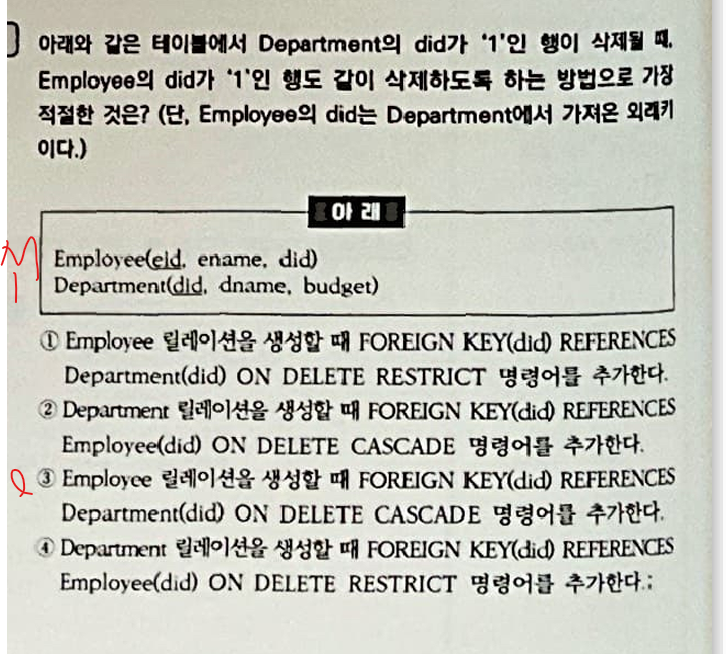 아래와 같은 테이블에서 Department의 did가 '1'인 행이 삭제될 때,
Employee의 did가 '1'인 행도 같이 삭제하도록 하는 방법으로 가장
적절한 것은? (단, Employee의 did는 Department에서 가져온 외래키
이다.)
아래
Employee(eid, ename, did)
Department(did, dname, budget)
① Employee 릴레이션을 생성할 때 FOREIGN KEY(did) REFERENCES
Department(did) ON DELETE RESTRICT 명령어를 추가한다.
② Department 릴레이션을 생성할 때 FOREIGN KEY(did) REFERENCES
Employee(did) ON DELETE CASCADE 명령어를 추가한다.
③ Employee 릴레이션을 생성할 때 FOREIGN KEY(did) REFERENCES
Department(did) ON DELETE CASCADE 명령어를 추가한다.
④ Department 릴레이션을 생성할 때 FOREIGN KEY(did) REFERENCES
Employee(did) ON DELETE RESTRICT 명령어를 추가한다.;